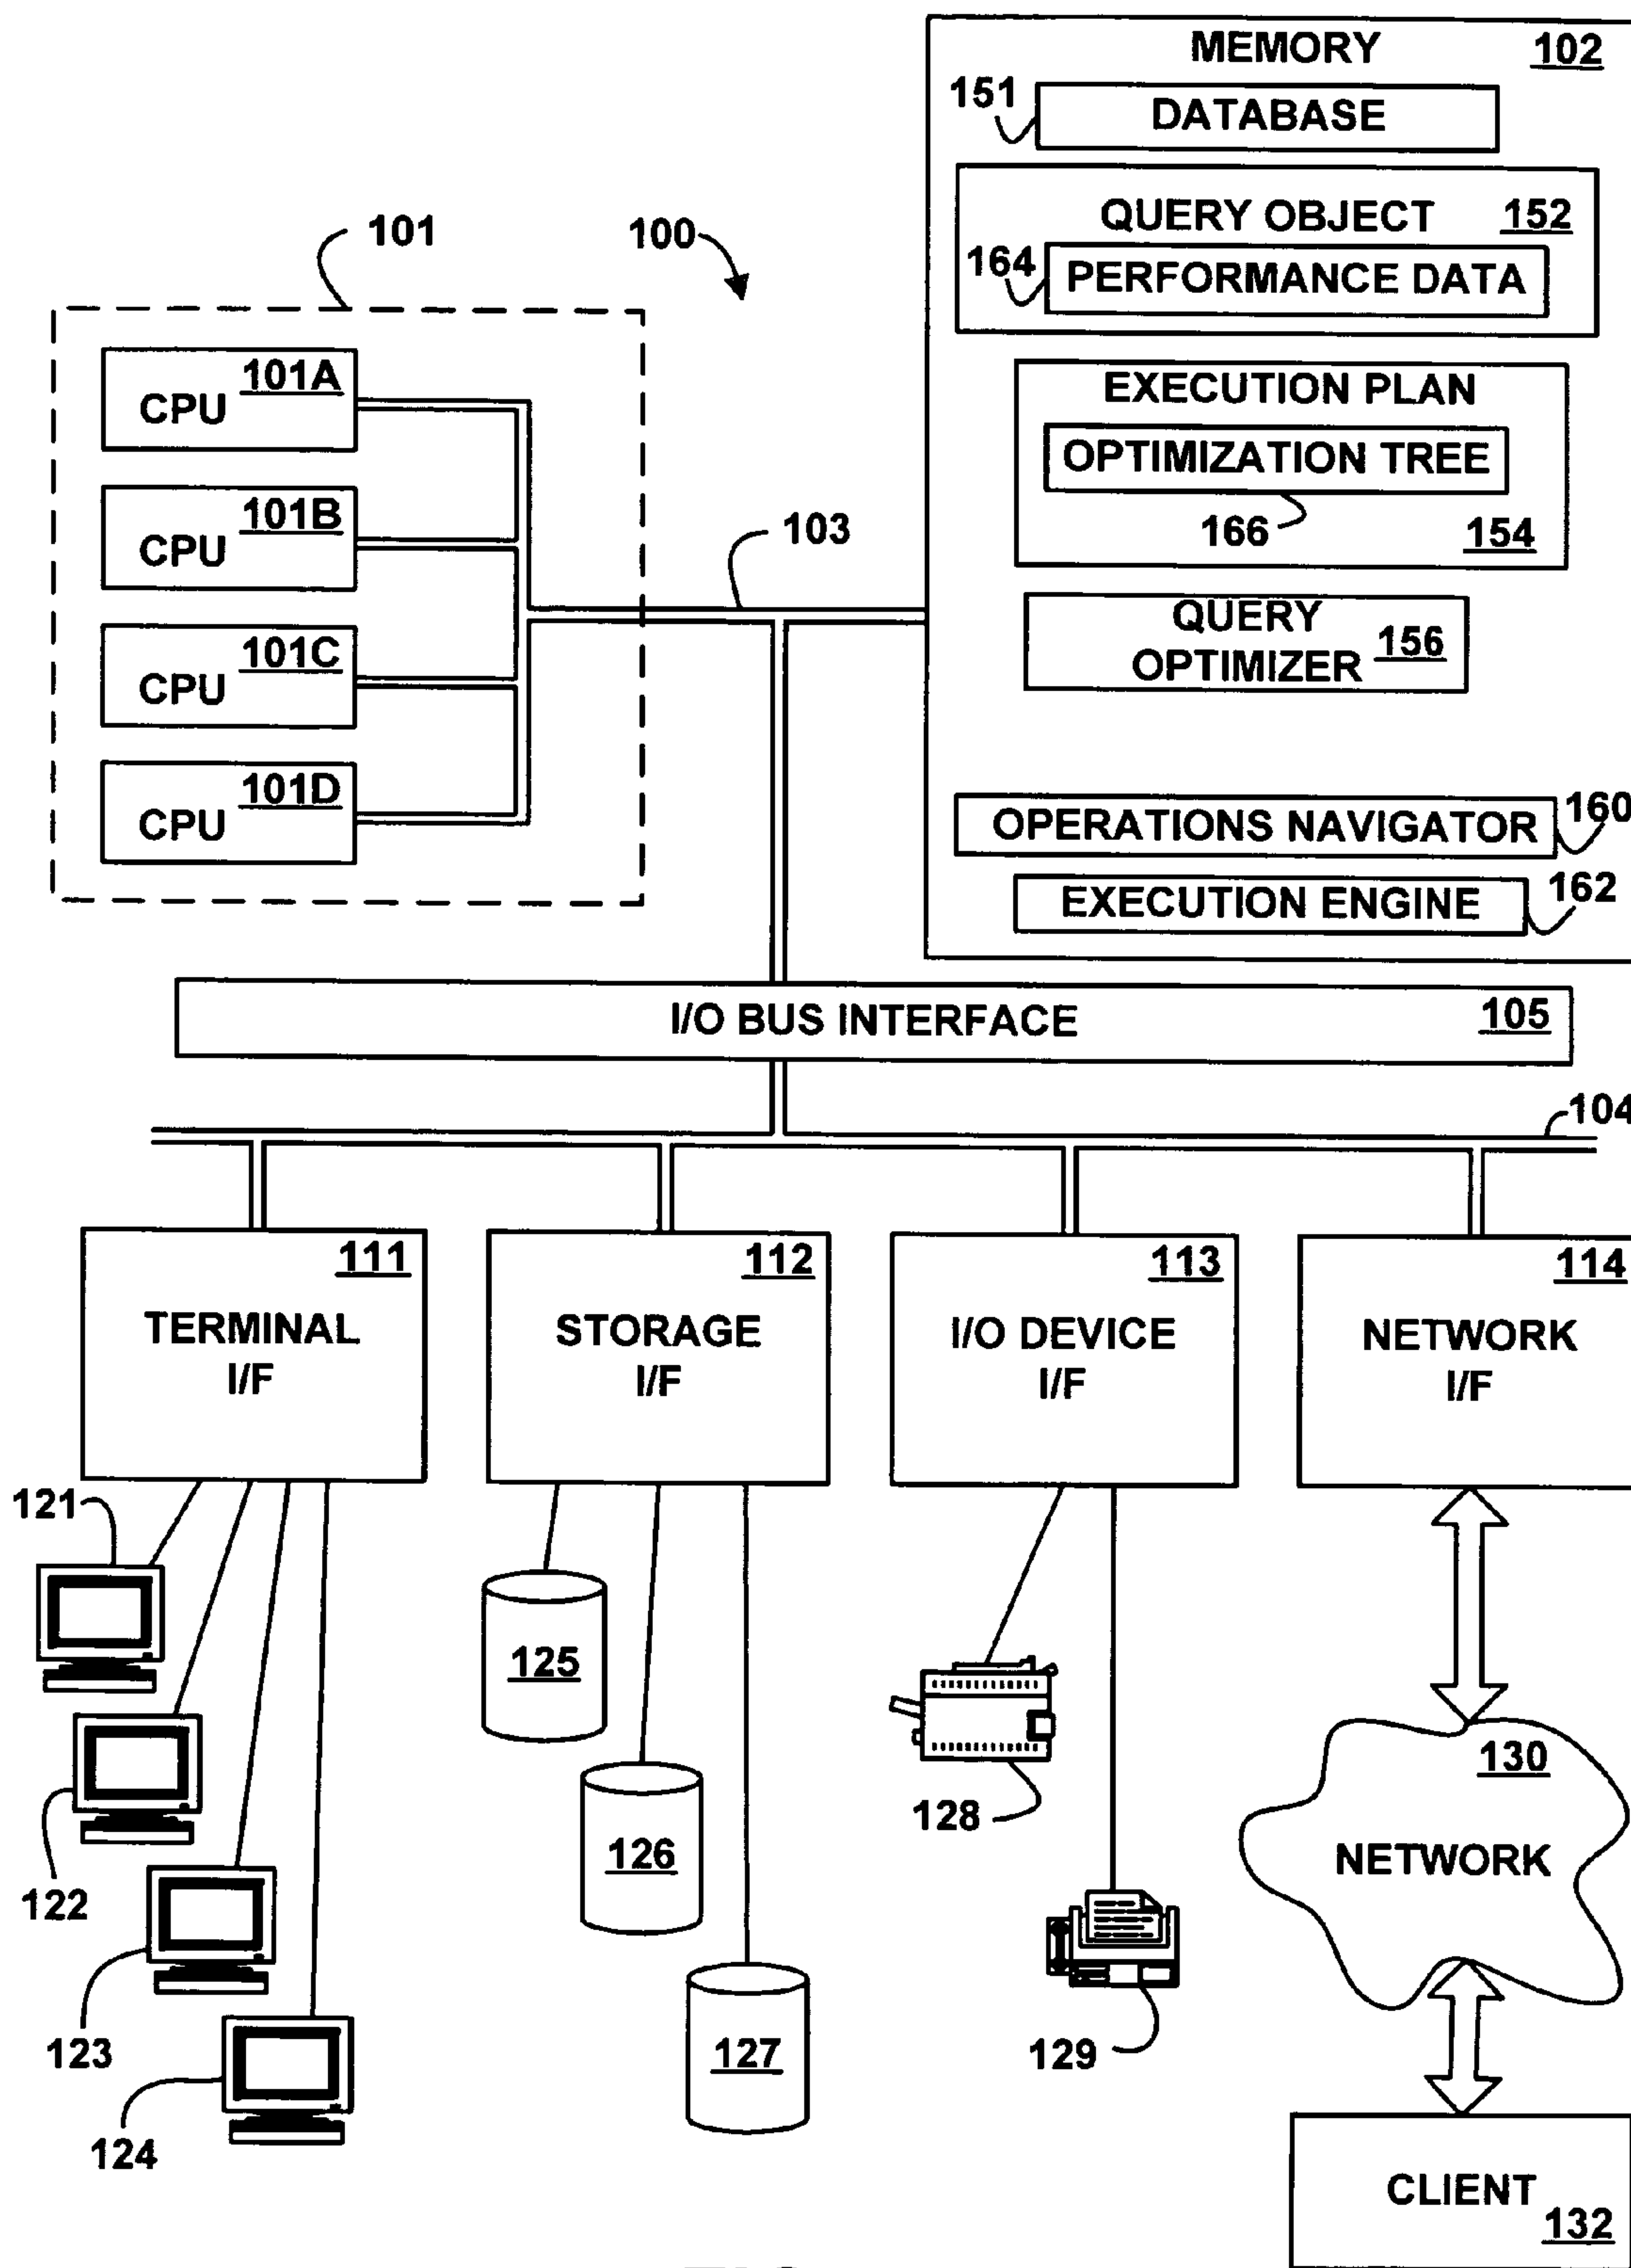 MEMORY 102
151
DATABASE
QUERY OBJECT 152
164
PERFORMANCE DATA
EXECUTION PLAN
OPTIMIZATION TREE
166
154
QUERY
OPTIMIZER 156
OPERATIONS NAVIGATOR
160
EXECUTION ENGINE
162
101
100
101A
CPU
101B
CPU
101C
CPU
101D
CPU
103
I/O BUS INTERFACE 105
104
111
TERMINAL
I/F
112
STORAGE
I/F
113
I/O DEVICE
I/F
114
NETWORK
I/F
121
122
123
124
125
126
127
128
129
130
NETWORK
CLIENT
132